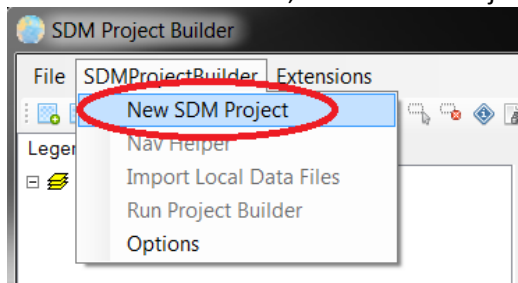 SDM Project Builder
File SDMProjectBuilder Extensions
New SDM Project
Nav Helper
Import Local Data Files
Run Project Builder
Options